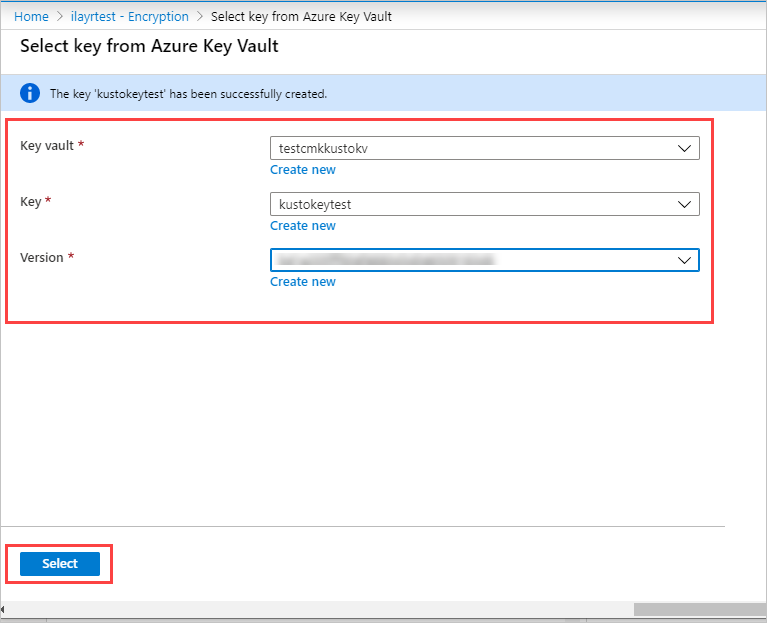 Home > ilayrtest - Encryption > Select key from Azure Key Vault
Select key from Azure Key Vault
The key 'kustokeytest' has been successfully created.
Key vault * testcmkkustokv
Create new
Key * kustokeytest
Create new
Version *
Create new
Select